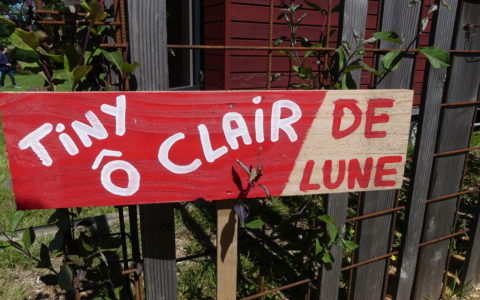 TiNY
Ô CLAiR DE
LUNE